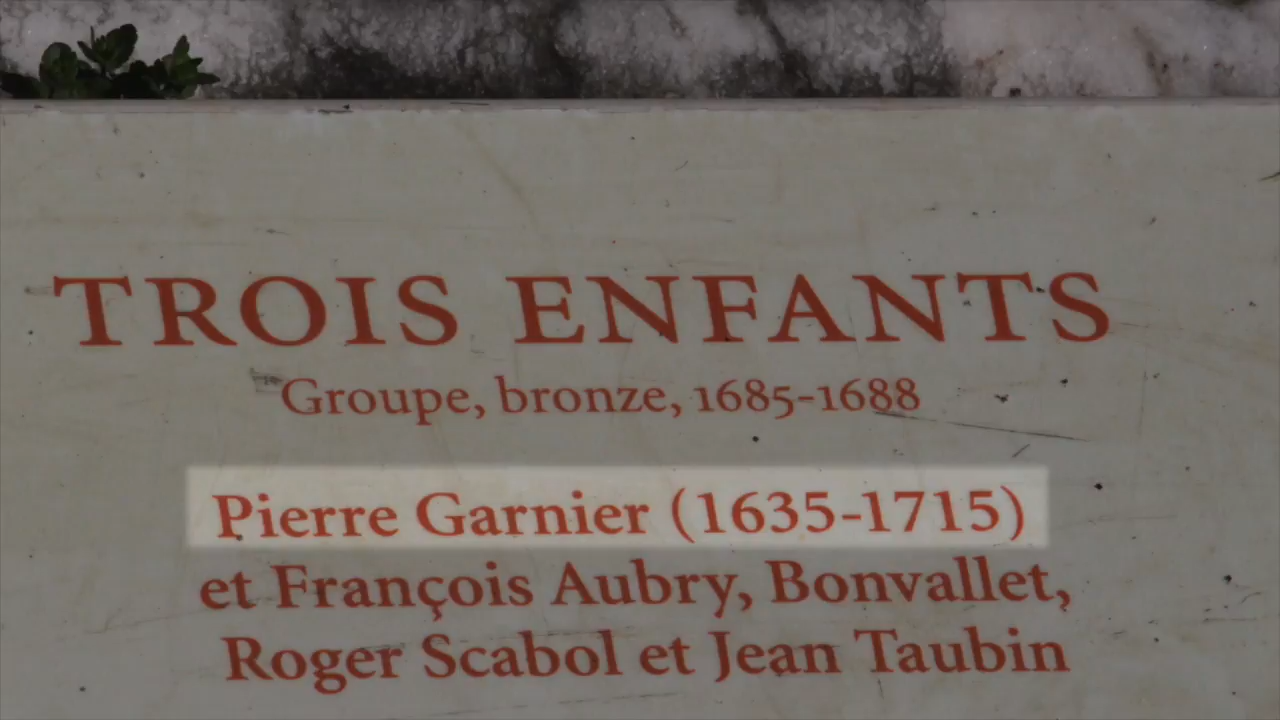 TROIS ENFANTS
Groupe, bronze, 1685-1688
Pierre Garnier (1635-1715)
et François Aubry, Bonvallet,
Roger Scabol et Jean Taubin